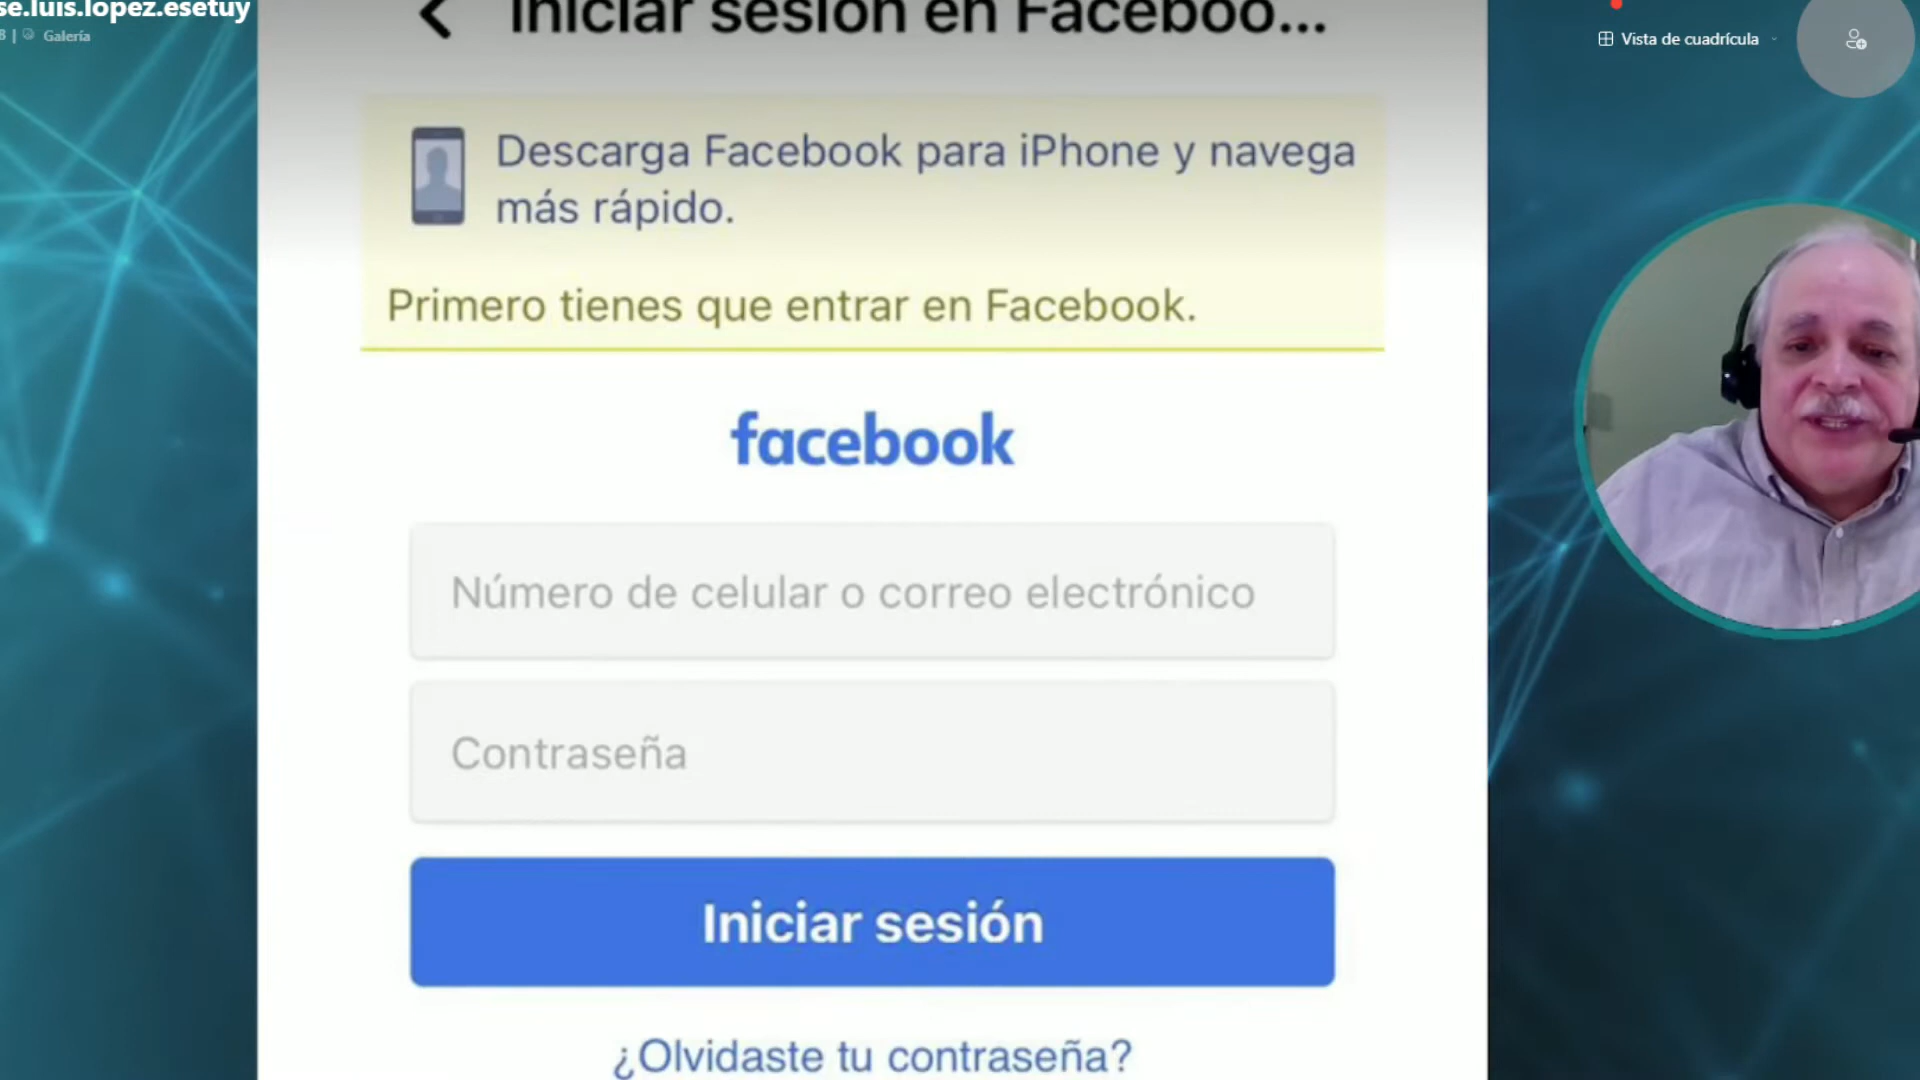 se.luis.lopez.esetuy
8 | Galería
Iniciar sesión en Faceboo...
Vista de cuadrícula
Descarga Facebook para iPhone y navega
más rápido.
Primero tienes que entrar en Facebook.
facebook
Número de celular o correo electrónico
Contraseña
Iniciar sesión
¿Olvidaste tu contraseña?